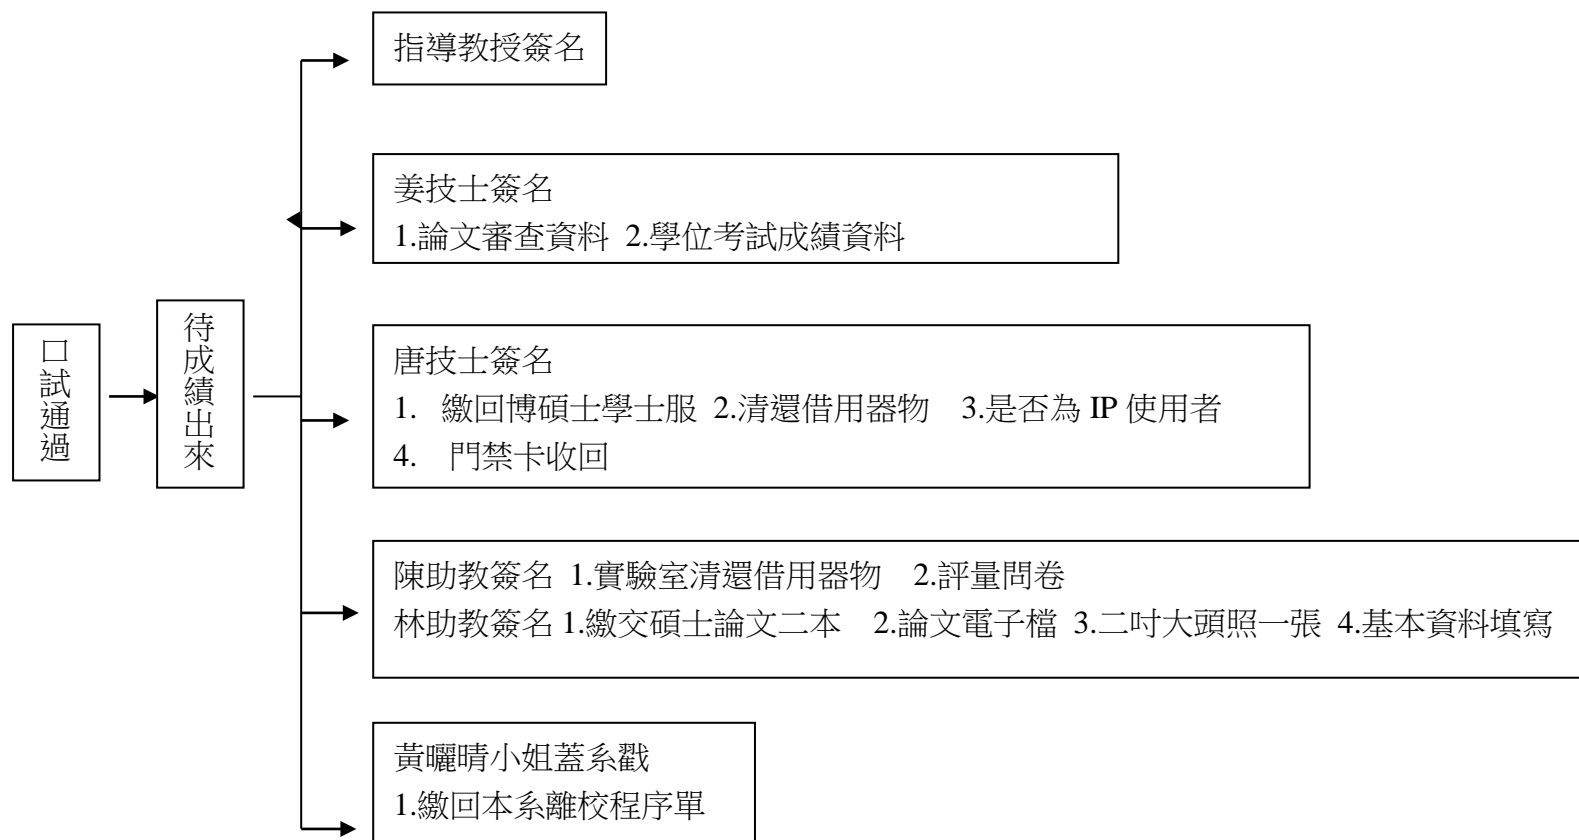 指導教授簽名
姜技士簽名
1.論文審查資料 2.學位考試成績資料
口試通過
待成績出來
唐技士簽名
1. 繳回博碩士學士服 2.清還借用器物 3.是否為 IP 使用者
4. 門禁卡收回
陳助教簽名 1.實驗室清還借用器物 2.評量問卷
林助教簽名 1.繳交碩士論文二本 2.論文電子檔 3.二吋大頭照一張 4.基本資料填寫
黃曬晴小姐蓋系戳
1.繳回本系離校程序單